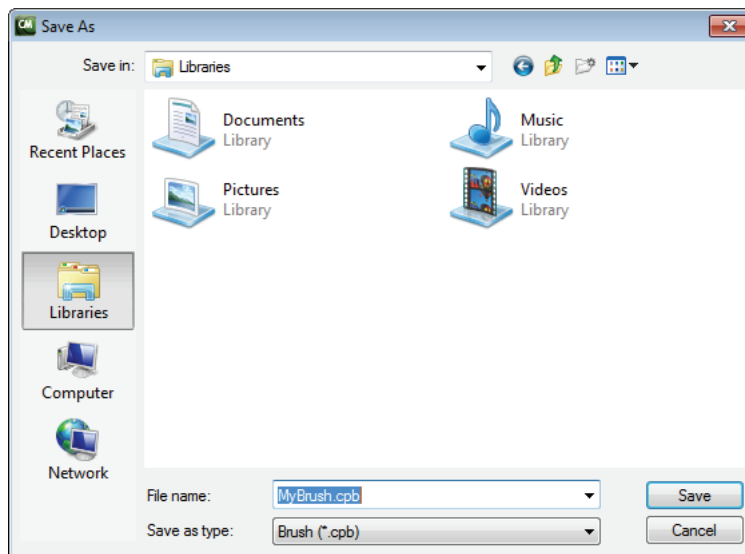 CM Save As
Save in: Libraries
Recent Places
Desktop
Libraries
Computer
Network
Documents
Library
Music
Library
Pictures
Library
Videos
Library
File name: MyBrush.cpb
Save
Save as type: Brush (*.cpb)
Cancel